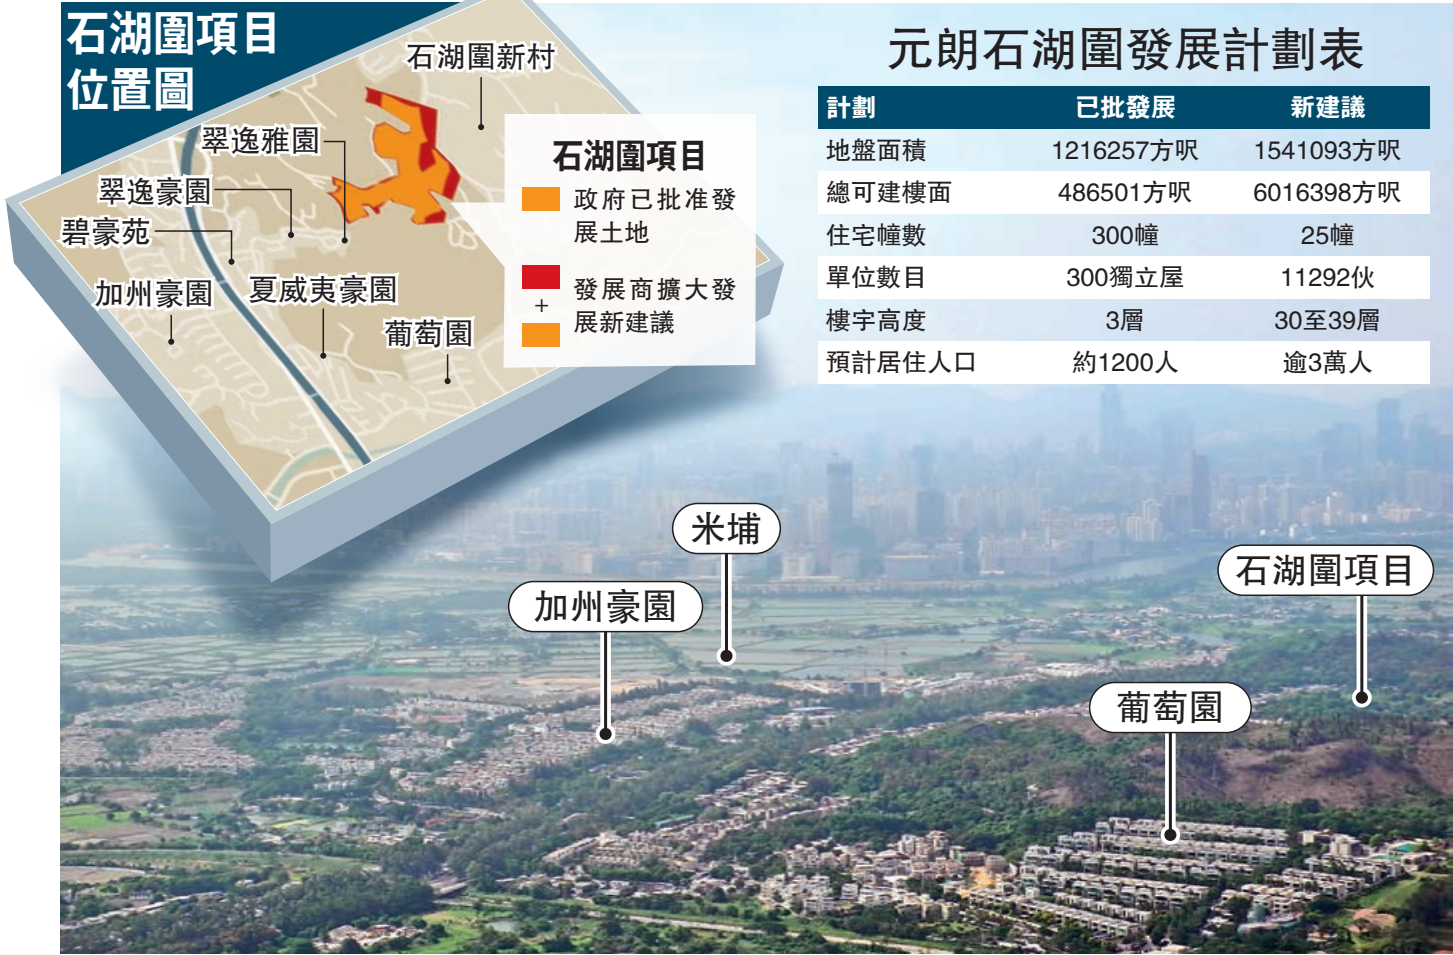 石湖圍項目
位置圖
石湖圍新村
翠逸雅園
翠逸豪園
碧豪苑
加州豪園
夏威夷豪園
葡萄園
石湖圍項目
政府已批准發
展土地
+
發展商擴大發
展新建議
元朗石湖圍發展計劃表
計劃 已批發展 新建議
地盤面積 1216257方呎 1541093方呎
總可建樓面 486501方呎 6016398方呎
住宅幢數 300幢 25幢
單位數目 300獨立屋 11292伙
樓宇高度 3層 30至39層
預計居住人口 約1200人 逾3萬人
米埔
石湖圍項目
加州豪園
葡萄園